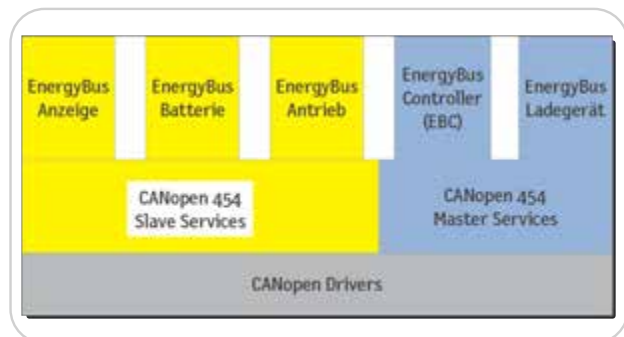 EnergyBus
Anzeige
EnergyBus
Batterie
EnergyBus
Antrieb
EnergyBus
Controller
(EBC)
EnergyBus
Ladegerät
CANopen 454
Slave Services
CANopen 454
Master Services
CANopen Drivers